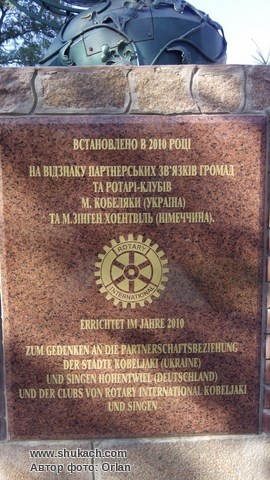 ВСТАНОВЛЕНО В 2010 РОЦІ
НА ВІДЗНАКУ ПАРТНЕРСЬКИХ ЗВ'ЯЗКІВ ГРОМАД
ТА РОТАРІ-КЛУБІВ
М. КОБЕЛЯКИ (УКРАЇНА)
ТА М.ЗІНГЕН ХОЕНТВІЛЬ (НІМЕЧЧИНА).
ROTARY
INTERNATIONAL
ERRICHTET IM JAHRE 2010
ZUM GEDENKEN AN DIE PARTNERSCHAFTSBEZIEHUNG
DER STÄDTE KOBELJAKI (UKRAINE)
UND SINGEN HOHENTWIEL (DEUTSCHLAND)
UND DER CLUBS VON ROTARY INTERNATIONAL KOBELJAKI
UND SINGEN
www.shukach.com
Автор фото: Orlan